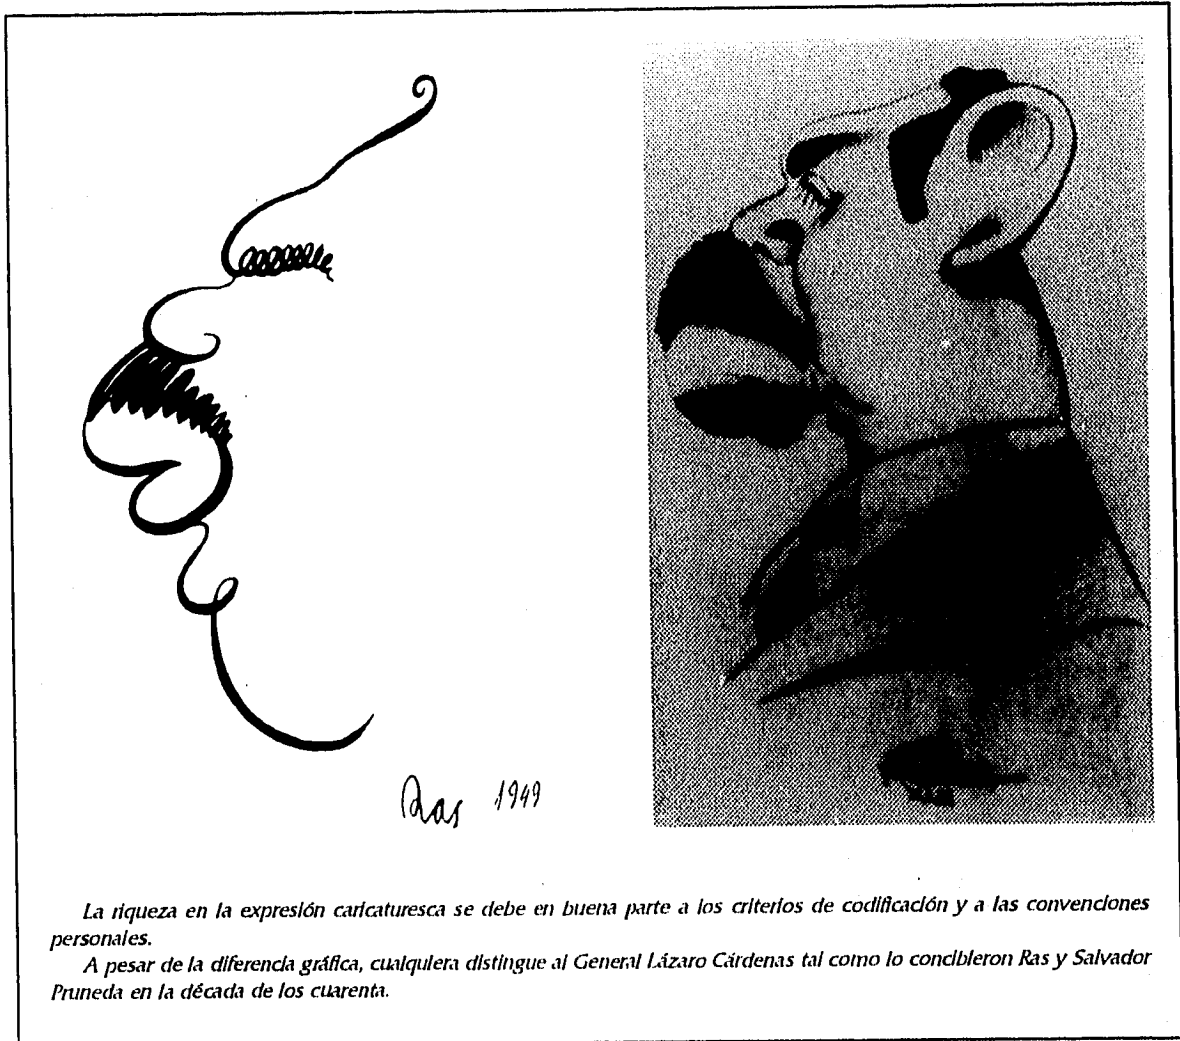 Ras 1949
La riqueza en la expresión caricaturesca se debe en buena parte a los criterios de codificación y a las convenciones
personales.
A pesar de la diferencia gráfica, cualquiera distingue al General Lázaro Cárdenas tal como lo concibieron Ras y Salvador
Pruneda en la década de los cuarenta.